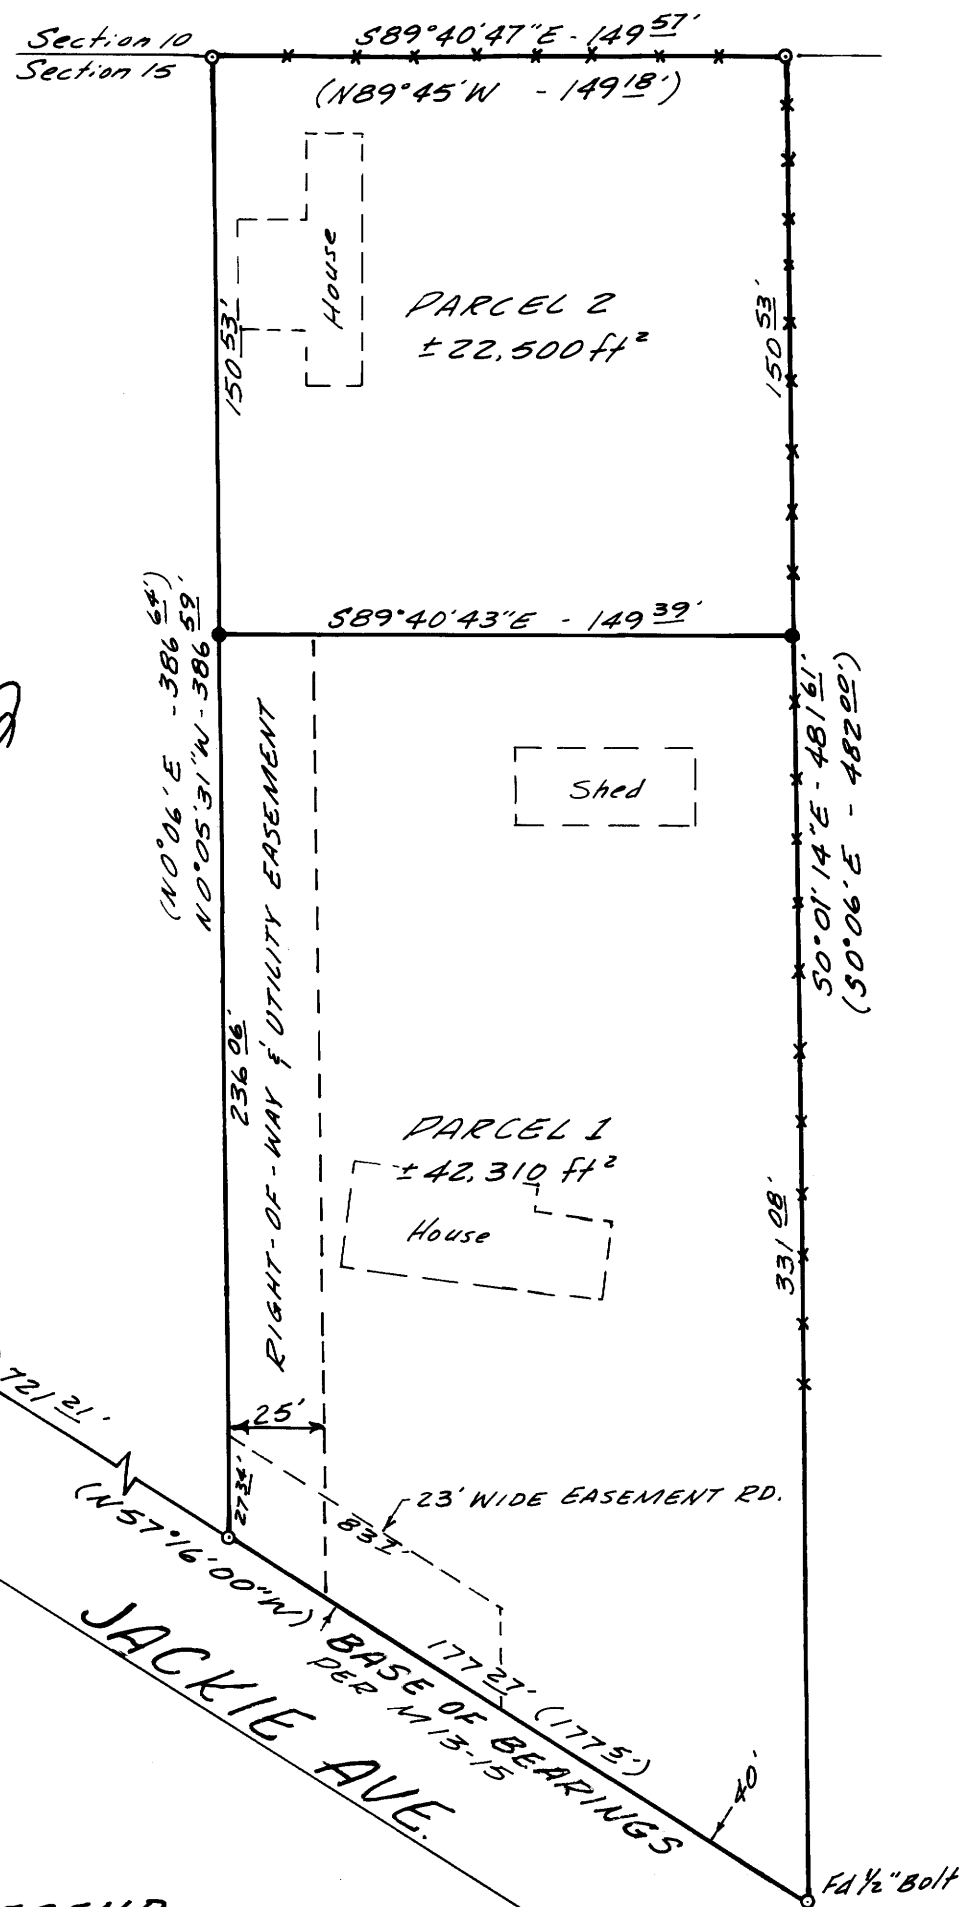 Section 10
Section 15
S89°40'47"E - 149 57'
(N89°45'W - 149 18')
House
PARCEL 2
±22,500 ft²
150 53'
150 53'
S89°40'43"E - 149 39'
(N0°06'E - 386 64')
N0°05'31"W - 386 59'
RIGHT-OF-WAY & UTILITY EASEMENT
Shed
S0°01'14"E - 481 61'
(S0°06'E - 482 00')
236 06'
PARCEL 1
±42,310 ft²
House
331 08'
721 21'
25'
27 34'
23' WIDE EASEMENT RD.
83 7'
(N57°16'00"W)
177 27' (177 5')
BASE OF BEARINGS
PER M13-15
JACKIE AVE.
40'
Fd 1/2" Bolt